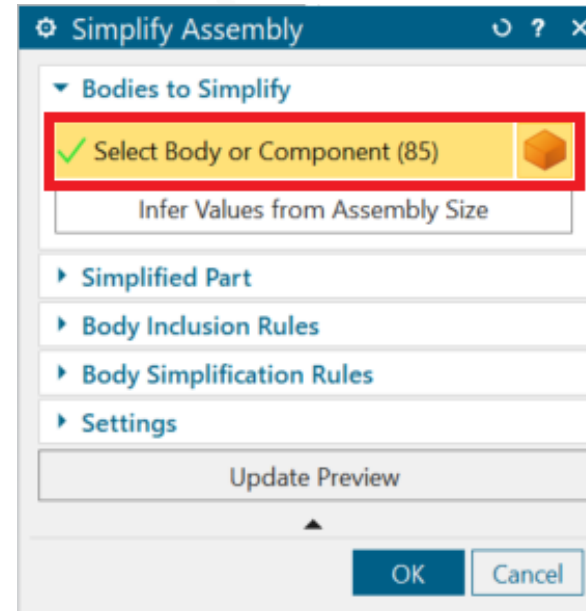 Simplify Assembly ?
Bodies to Simplify
Select Body or Component (85)
Infer Values from Assembly Size
Simplified Part
Body Inclusion Rules
Body Simplification Rules
Settings
Update Preview
OK Cancel